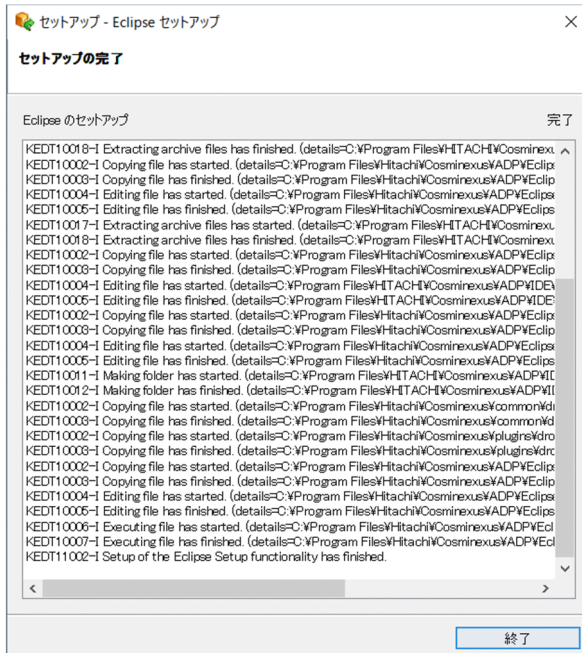 セットアップ - Eclipse セットアップ
セットアップの完了
Eclipse のセットアップ
完了
KEDT10018-I Extracting archive files has finished. (details=C:¥Program Files¥HITACHI¥Cosminexu
KEDT10002-I Copying file has started. (details=C:¥Program Files¥Hitachi¥Cosminexus¥ADP¥Eclips
KEDT10003-I Copying file has finished. (details=C:¥Program Files¥Hitachi¥Cosminexus¥ADP¥Eclip
KEDT10004-I Editing file has started. (details=C:¥Program Files¥Hitachi¥Cosminexus¥ADP¥Eclipse
KEDT10005-I Editing file has finished. (details=C:¥Program Files¥Hitachi¥Cosminexus¥ADP¥Eclips
KEDT10017-I Extracting archive files has started. (details=C:¥Program Files¥HITACHI¥Cosminexu
KEDT10018-I Extracting archive files has finished. (details=C:¥Program Files¥HITACHI¥Cosminexu
KEDT10002-I Copying file has started. (details=C:¥Program Files¥Hitachi¥Cosminexus¥ADP¥Eclips
KEDT10003-I Copying file has finished. (details=C:¥Program Files¥Hitachi¥Cosminexus¥ADP¥Eclip
KEDT10004-I Editing file has started. (details=C:¥Program Files¥HITACHI¥Cosminexus¥ADP¥IDE¥
KEDT10005-I Editing file has finished. (details=C:¥Program Files¥HITACHI¥Cosminexus¥ADP¥IDE¥
KEDT10002-I Copying file has started. (details=C:¥Program Files¥Hitachi¥Cosminexus¥ADP¥Eclips
KEDT10003-I Copying file has finished. (details=C:¥Program Files¥Hitachi¥Cosminexus¥ADP¥Eclip
KEDT10004-I Editing file has started. (details=C:¥Program Files¥Hitachi¥Cosminexus¥ADP¥Eclipse
KEDT10005-I Editing file has finished. (details=C:¥Program Files¥Hitachi¥Cosminexus¥ADP¥Eclips
KEDT10011-I Making folder has started. (details=C:¥Program Files¥HITACHI¥Cosminexus¥ADP¥ID
KEDT10012-I Making folder has finished. (details=C:¥Program Files¥HITACHI¥Cosminexus¥ADP¥ID
KEDT10002-I Copying file has started. (details=C:¥Program Files¥Hitachi¥Cosminexus¥common¥dr
KEDT10003-I Copying file has finished. (details=C:¥Program Files¥Hitachi¥Cosminexus¥common¥d
KEDT10002-I Copying file has started. (details=C:¥Program Files¥Hitachi¥Cosminexus¥plugins¥dro
KEDT10003-I Copying file has finished. (details=C:¥Program Files¥Hitachi¥Cosminexus¥plugins¥dro
KEDT10002-I Copying file has started. (details=C:¥Program Files¥Hitachi¥Cosminexus¥ADP¥Eclips
KEDT10003-I Copying file has finished. (details=C:¥Program Files¥Hitachi¥Cosminexus¥ADP¥Eclip
KEDT10004-I Editing file has started. (details=C:¥Program Files¥Hitachi¥Cosminexus¥ADP¥Eclipse
KEDT10005-I Editing file has finished. (details=C:¥Program Files¥Hitachi¥Cosminexus¥ADP¥Eclips
KEDT10006-I Executing file has started. (details=C:¥Program Files¥Hitachi¥Cosminexus¥ADP¥Ecl
KEDT10007-I Executing file has finished. (details=C:¥Program Files¥Hitachi¥Cosminexus¥ADP¥Ecl
KEDT11002-I Setup of the Eclipse Setup functionality has finished.
終了